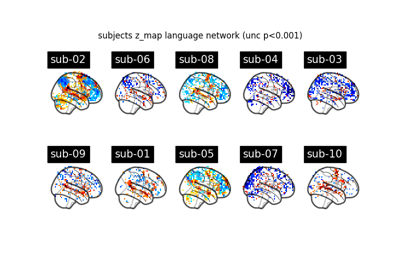 subjects z_map language network (unc p<0.001)
sub-02 sub-06 sub-08 sub-04 sub-03
sub-09 sub-01 sub-05 sub-07 sub-10